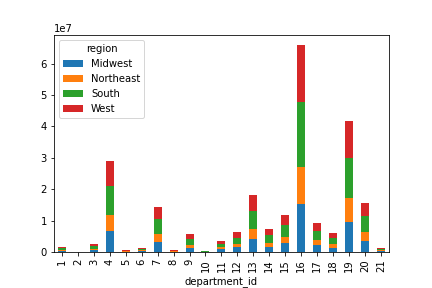 1e7
region
Midwest
Northeast
South
West
6
5
4
3
2
1
0
1 2 3 4 5 6 7 8 9 10 11 12 13 14 15 16 17 18 19 20 21
department_id